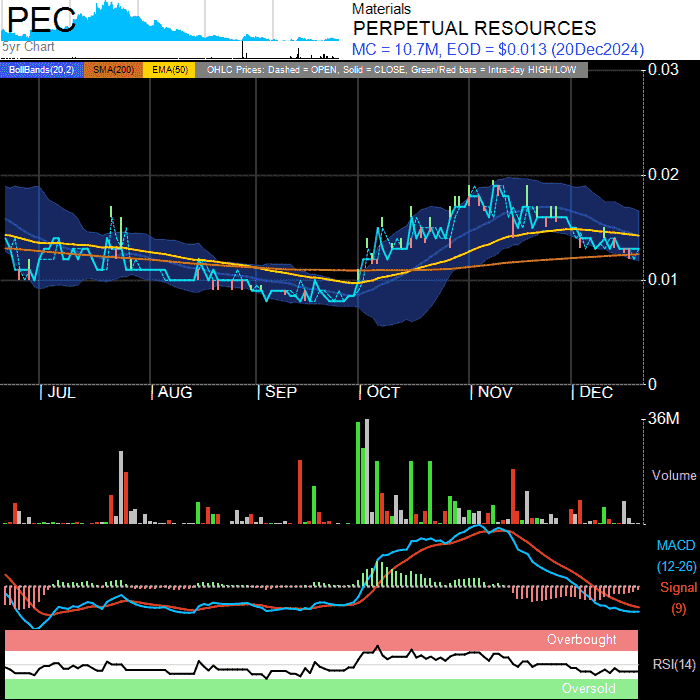 PEC
5yr Chart
Materials
PERPETUAL RESOURCES
MC = 10.7M, EOD = $0.013 (20Dec2024)
BollBands(20,2) SMA(200) EMA(50) OHLC Prices: Dashed = OPEN, Solid = CLOSE, Green/Red bars = Intra-day HIGH/LOW
0.03
0.02
0.01
0
JUL AUG SEP OCT NOV DEC
36M
Volume
MACD
(12-26)
Signal
(9)
Overbought
RSI(14)
Oversold